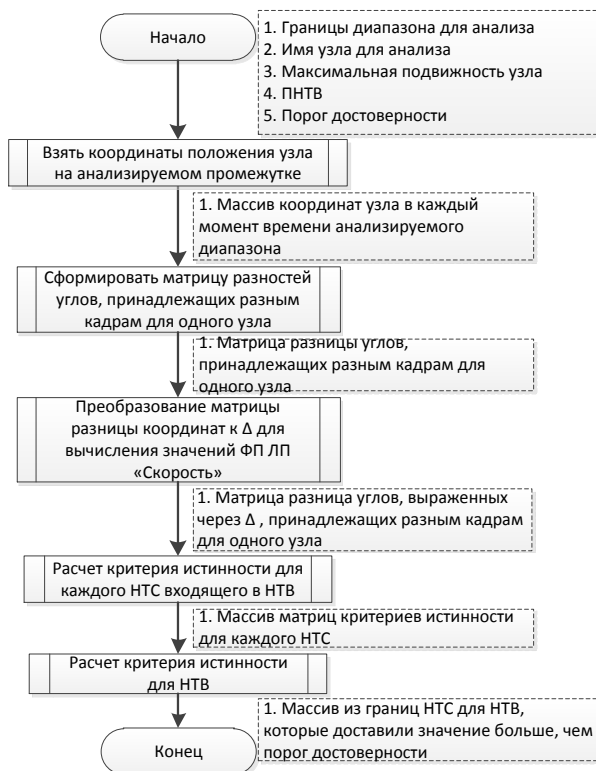 Начало
1. Границы диапазона для анализа
2. Имя узла для анализа
3. Максимальная подвижность узла
4. ПНТВ
5. Порог достоверности
Взять координаты положения узла
на анализируемом промежутке
1. Массив координат узла в каждый
момент времени анализируемого
диапазона
Сформировать матрицу разностей
углов, принадлежащих разным
кадрам для одного узла
1. Матрица разницы углов,
принадлежащих разным кадрам для
одного узла
Преобразование матрицы
разницы координат к Δ для
вычисления значений ФП ЛП
«Скорость»
1. Матрица разница углов, выраженных
через Δ , принадлежащих разным кадрам
для одного узла
Расчет критерия истинности для
каждого НТС входящего в НТВ
1. Массив матриц критериев истинности
для каждого НТС
Расчет критерия истинности
для НТВ
1. Массив из границ НТС для НТВ,
которые доставили значение больше, чем
порог достоверности
Конец